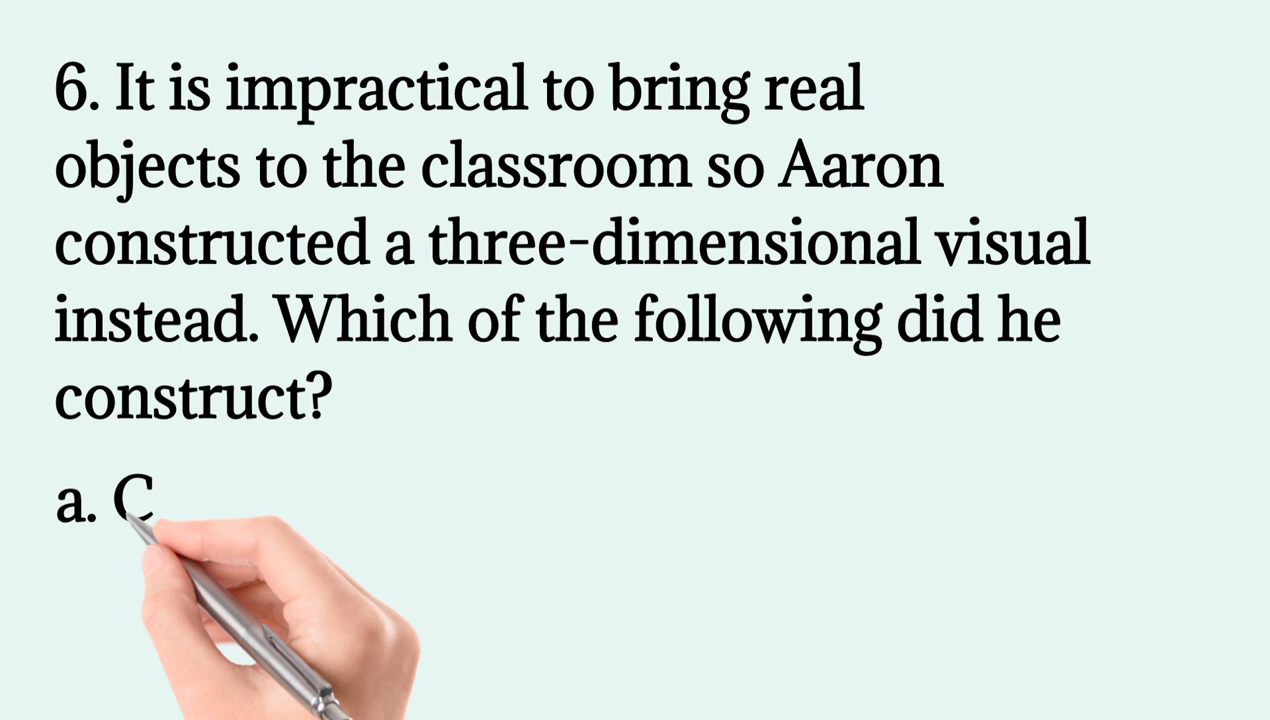 6. It is impractical to bring real
objects to the classroom so Aaron
constructed a three-dimensional visual
instead. Which of the following did he
construct?
a. C